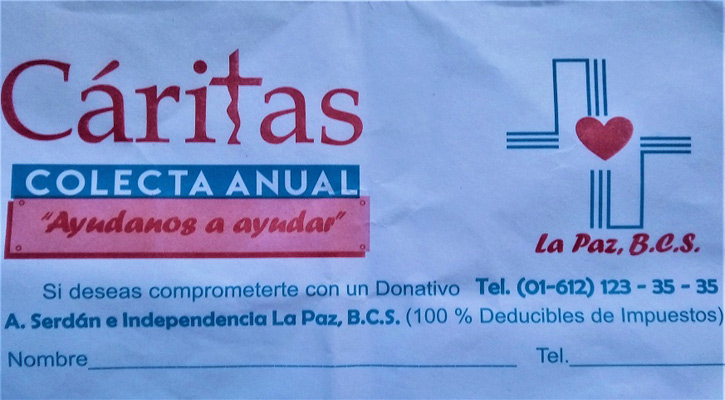 Cáritas
COLECTA ANUAL
"Ayudanos a ayudar"
La Paz, B.C.S.
Si deseas comprometerte con un Donativo Tel. (01-612) 123 - 35 - 35
A. Serdán e Independencia La Paz, B.C.S. (100 % Deducibles de Impuestos)
Nombre Tel.